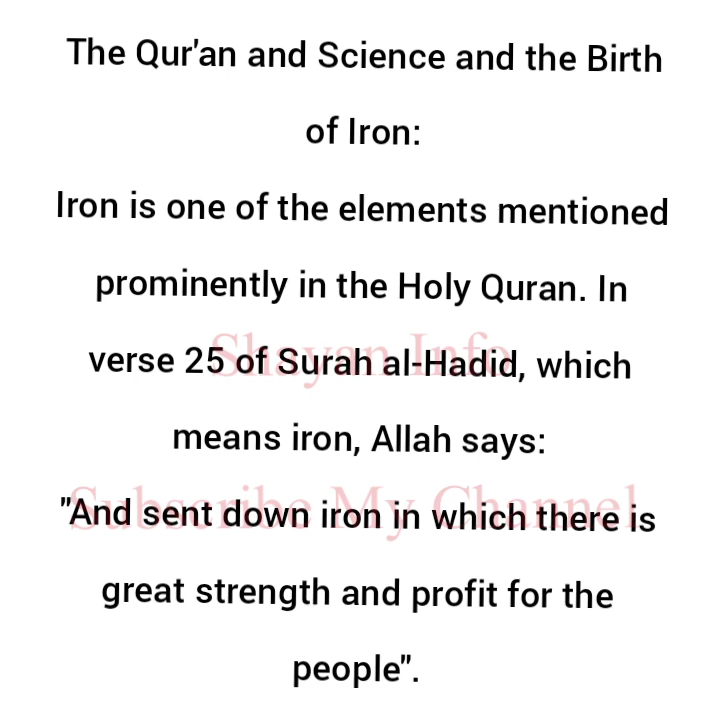 The Qur'an and Science and the Birth
of Iron:
Iron is one of the elements mentioned
prominently in the Holy Quran. In
Shayan Info
verse 25 of Surah al-Hadid, which
means iron, Allah says:
Subscribe My Channel
"And sent down iron in which there is
great strength and profit for the
people".